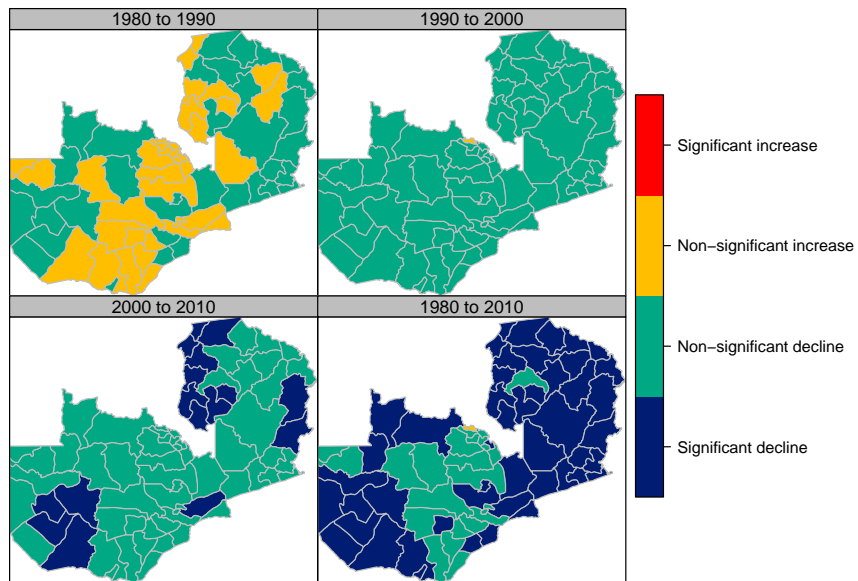 1980 to 1990
1990 to 2000
2000 to 2010
1980 to 2010
Significant increase
Non−significant increase
Non−significant decline
Significant decline